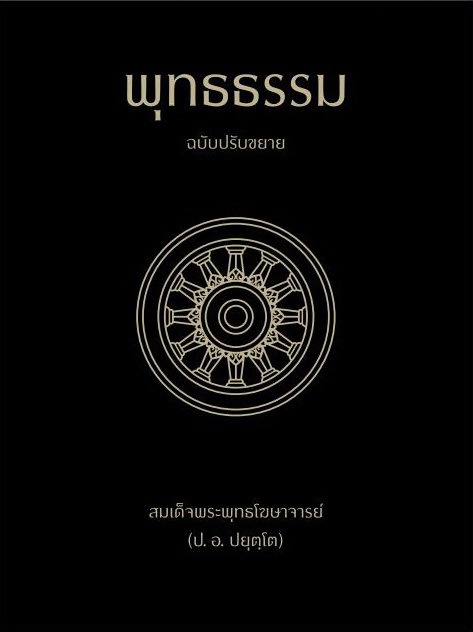 พุทธธรรม
ฉบับปรับขยาย
สมเด็จพระพุทธโฆษาจารย์
(ป. อ. ปยุตฺโต)